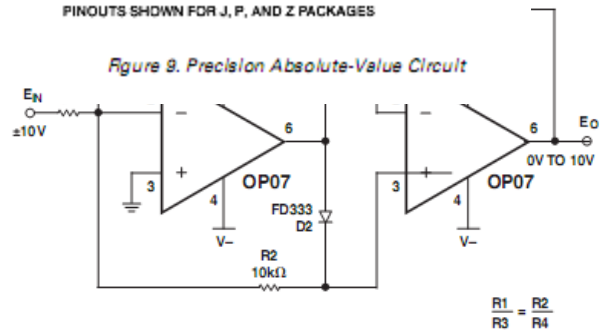 PINOUTS SHOWN FOR J, P, AND Z PACKAGES
Figure 9. Precision Absolute-Value Circuit
EIN
±10V
−
+
3
6
4
OP07
V−
FD333
D2
R2
10kΩ
−
+
3
6
4
OP07
V−
EO
0V TO 10V
R1/R3 = R2/R4